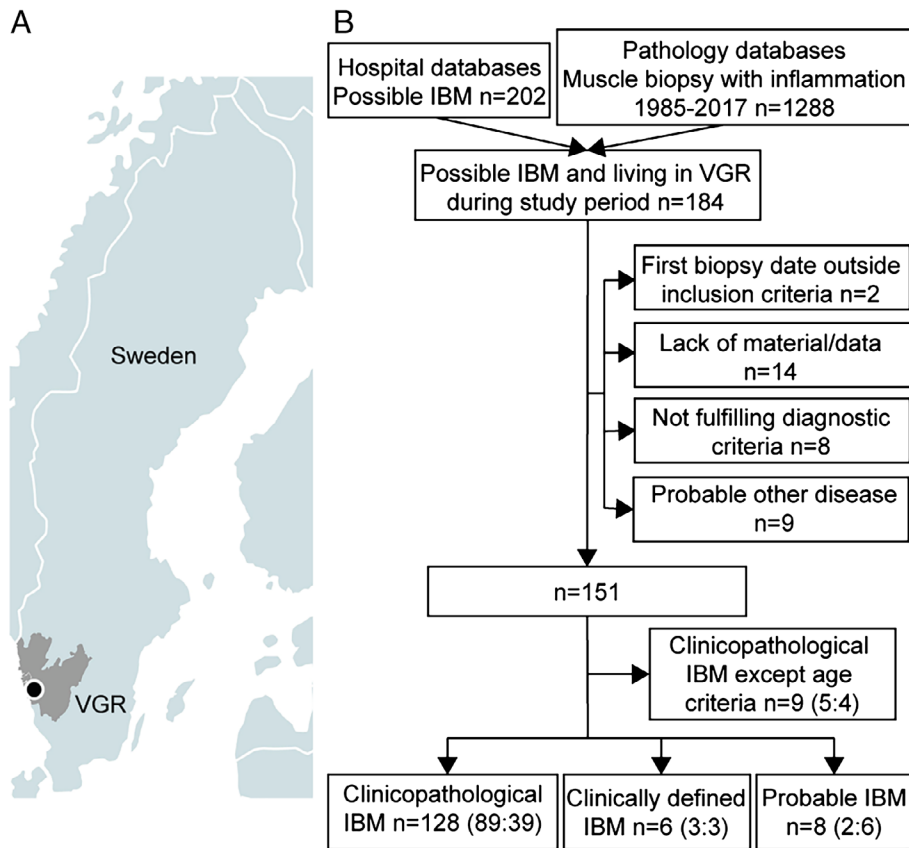 A
Sweden
VGR
B
Hospital databases
Possible IBM n=202
Pathology databases
Muscle biopsy with inflammation
1985-2017 n=1288
Possible IBM and living in VGR
during study period n=184
First biopsy date outside
inclusion criteria n=2
Lack of material/data
n=14
Not fulfilling diagnostic
criteria n=8
Probable other disease
n=9
n=151
Clinicopathological
IBM except age
criteria n=9 (5:4)
Clinicopathological
IBM n=128 (89:39)
Clinically defined
IBM n=6 (3:3)
Probable IBM
n=8 (2:6)